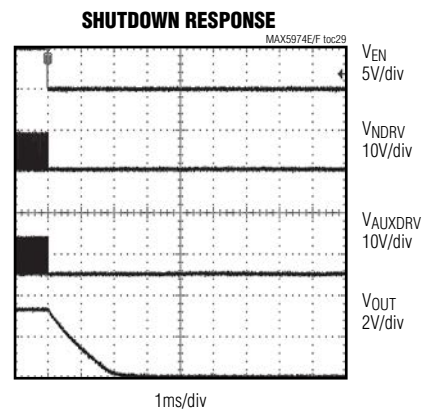 SHUTDOWN RESPONSE
MAX5974E/F toc29
VEN
5V/div
VNDRV
10V/div
VAUXDRV
10V/div
VOUT
2V/div
1ms/div